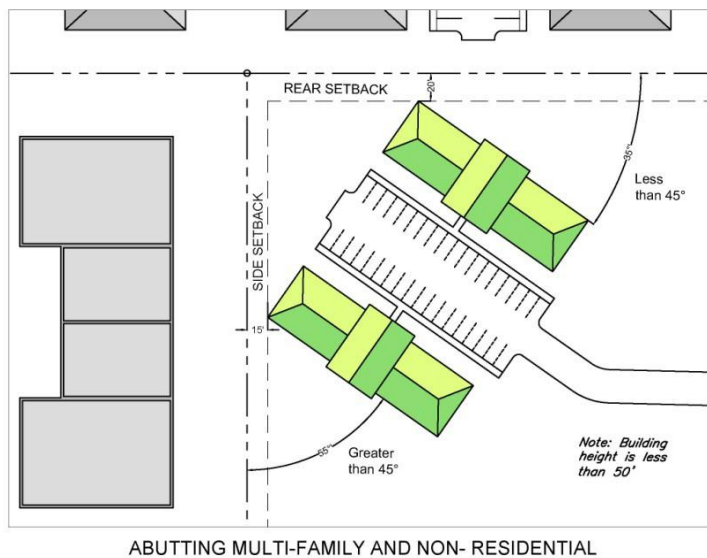 REAR SETBACK
20'
35°
Less
than 45°
SIDE SETBACK
15'
55°
Greater
than 45°
Note: Building
height is less
than 50'
ABUTTING MULTI-FAMILY AND NON- RESIDENTIAL